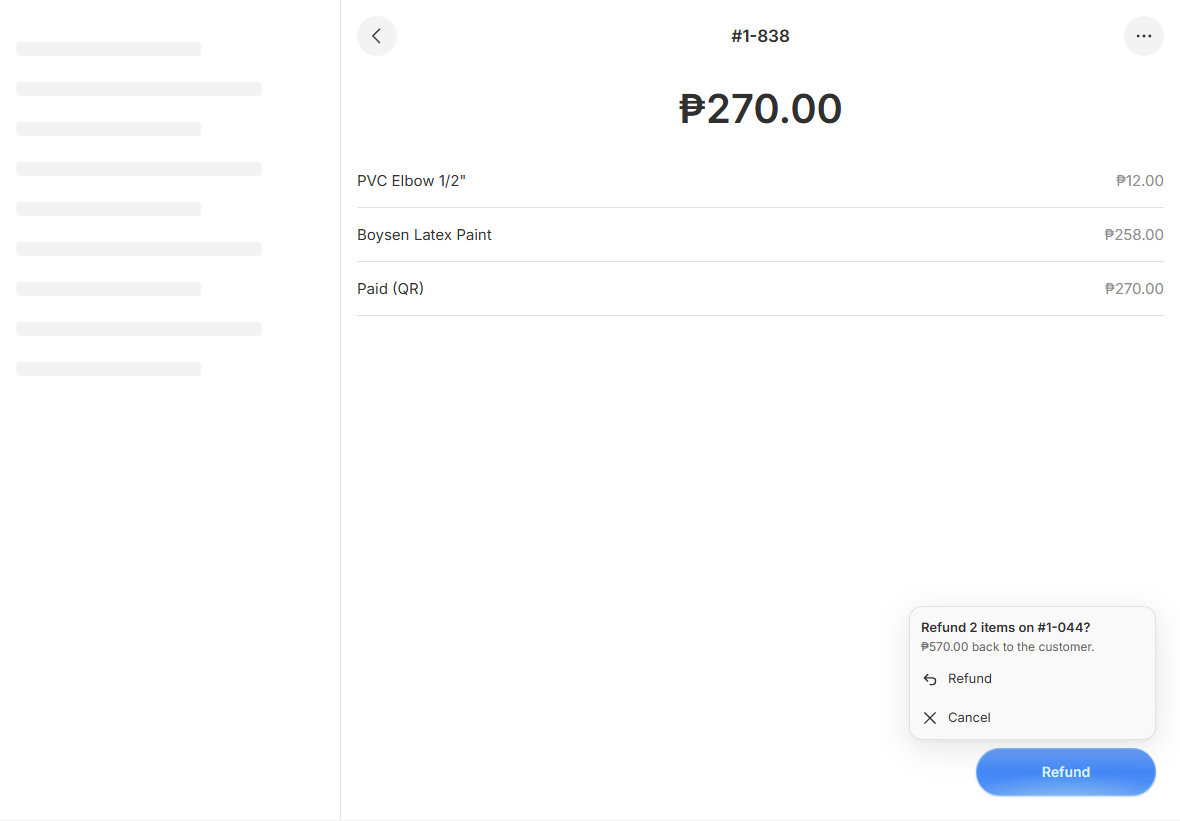 #1-838
₱270.00
PVC Elbow 1/2" ₱12.00
Boysen Latex Paint ₱258.00
Paid (QR) ₱270.00
Refund 2 items on #1-044?
₱570.00 back to the customer.
Refund
Cancel
Refund